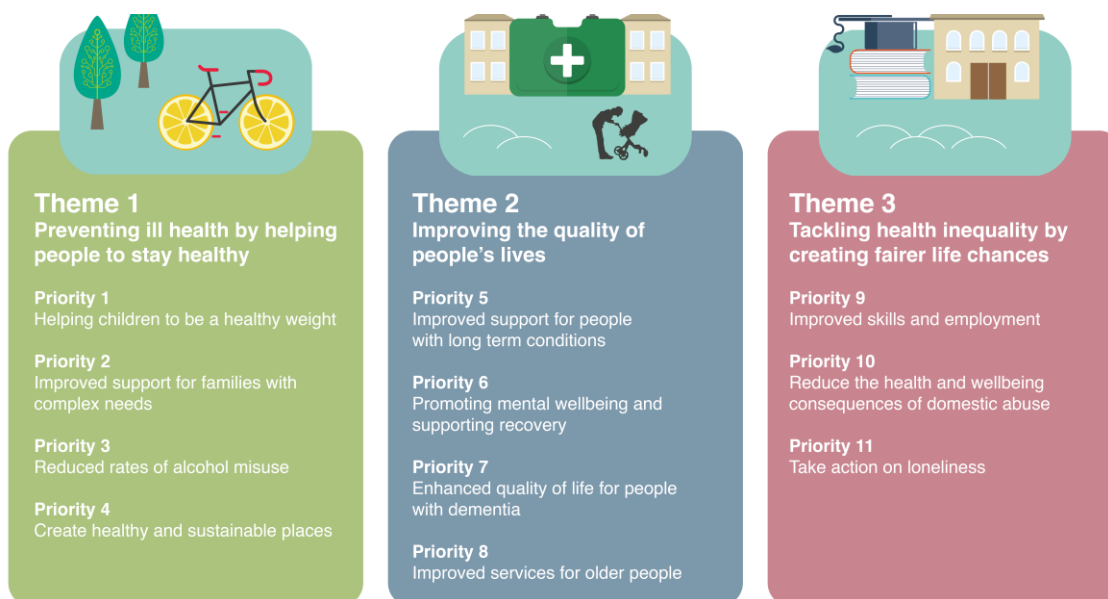 Theme 1
Preventing ill health by helping
people to stay healthy
Priority 1
Helping children to be a healthy weight
Priority 2
Improved support for families with
complex needs
Priority 3
Reduced rates of alcohol misuse
Priority 4
Create healthy and sustainable places
Theme 2
Improving the quality of
people’s lives
Priority 5
Improved support for people
with long term conditions
Priority 6
Promoting mental wellbeing and
supporting recovery
Priority 7
Enhanced quality of life for people
with dementia
Priority 8
Improved services for older people
Theme 3
Tackling health inequality by
creating fairer life chances
Priority 9
Improved skills and employment
Priority 10
Reduce the health and wellbeing
consequences of domestic abuse
Priority 11
Take action on loneliness